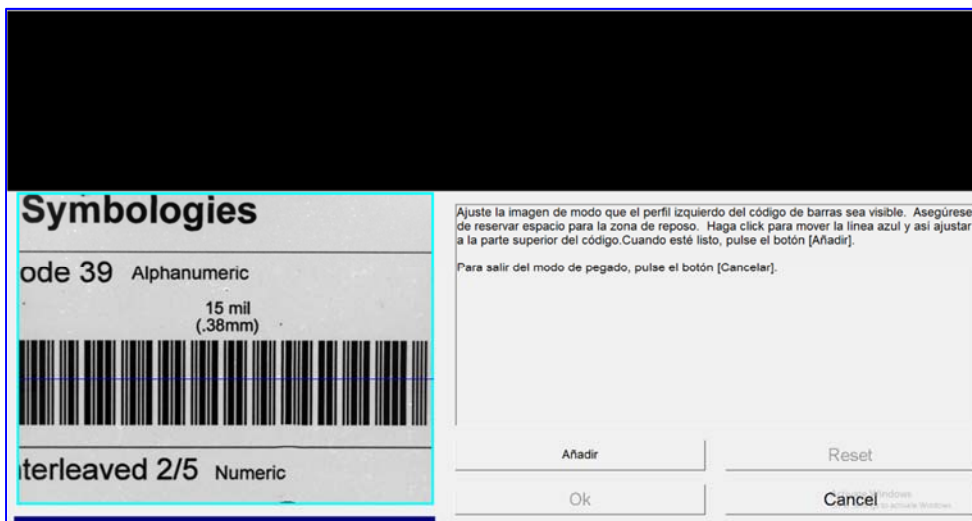 Symbologies
ode 39 Alphanumeric
15 mil
(.38mm)
nterleaved 2/5 Numeric
Ajuste la imagen de modo que el perfil izquierdo del código de barras sea visible. Asegúrese
de reservar espacio para la zona de reposo. Haga click para mover la línea azul y así ajustar
a la parte superior del código.Cuando esté listo, pulse el botón [Añadir].
Para salir del modo de pegado, pulse el botón [Cancelar].
Añadir
Reset
Ok
Cancel